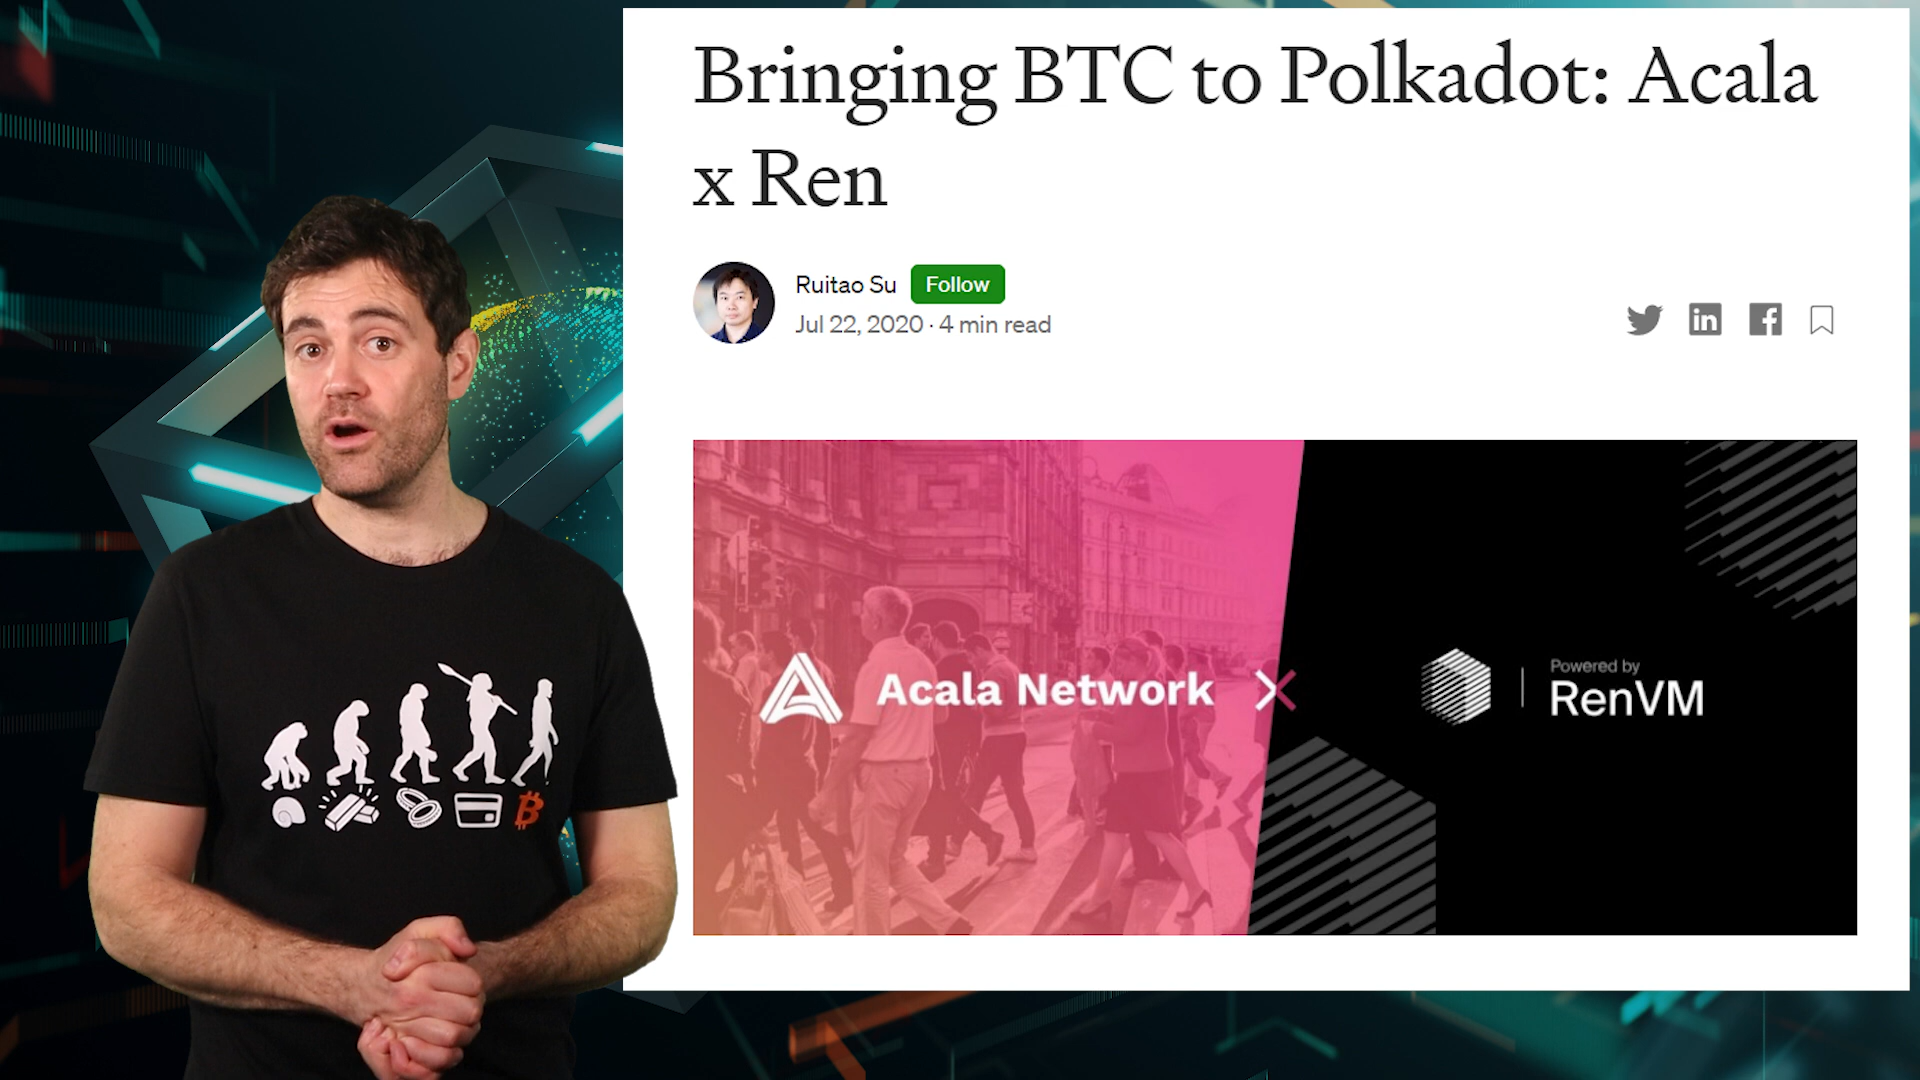 Bringing BTC to Polkadot: Acala
x Ren
Ruitao Su Follow
Jul 22, 2020 · 4 min read
Acala Network
Powered by
RenVM